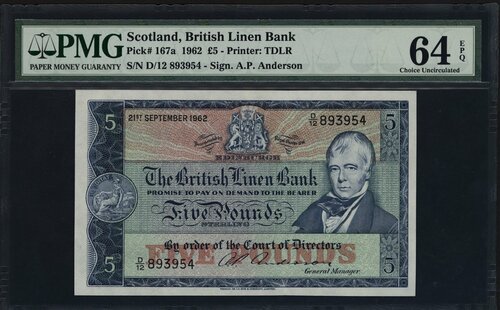 PMG
PAPER MONEY GUARANTY
Scotland, British Linen Bank
Pick# 167a 1962 £5 - Printer: TDLR
S/N D/12 893954 - Sign. A.P. Anderson
64 EPQ
Choice Uncirculated
5
21ST SEPTEMBER 1962
D/12 893954
5
EDINBURGH
The British Linen Bank
PROMISE TO PAY ON DEMAND TO THE BEARER
Five Pounds
STERLING
By order of the Court of Directors
FIVE POUNDS
5
D/12 893954
General Manager
5